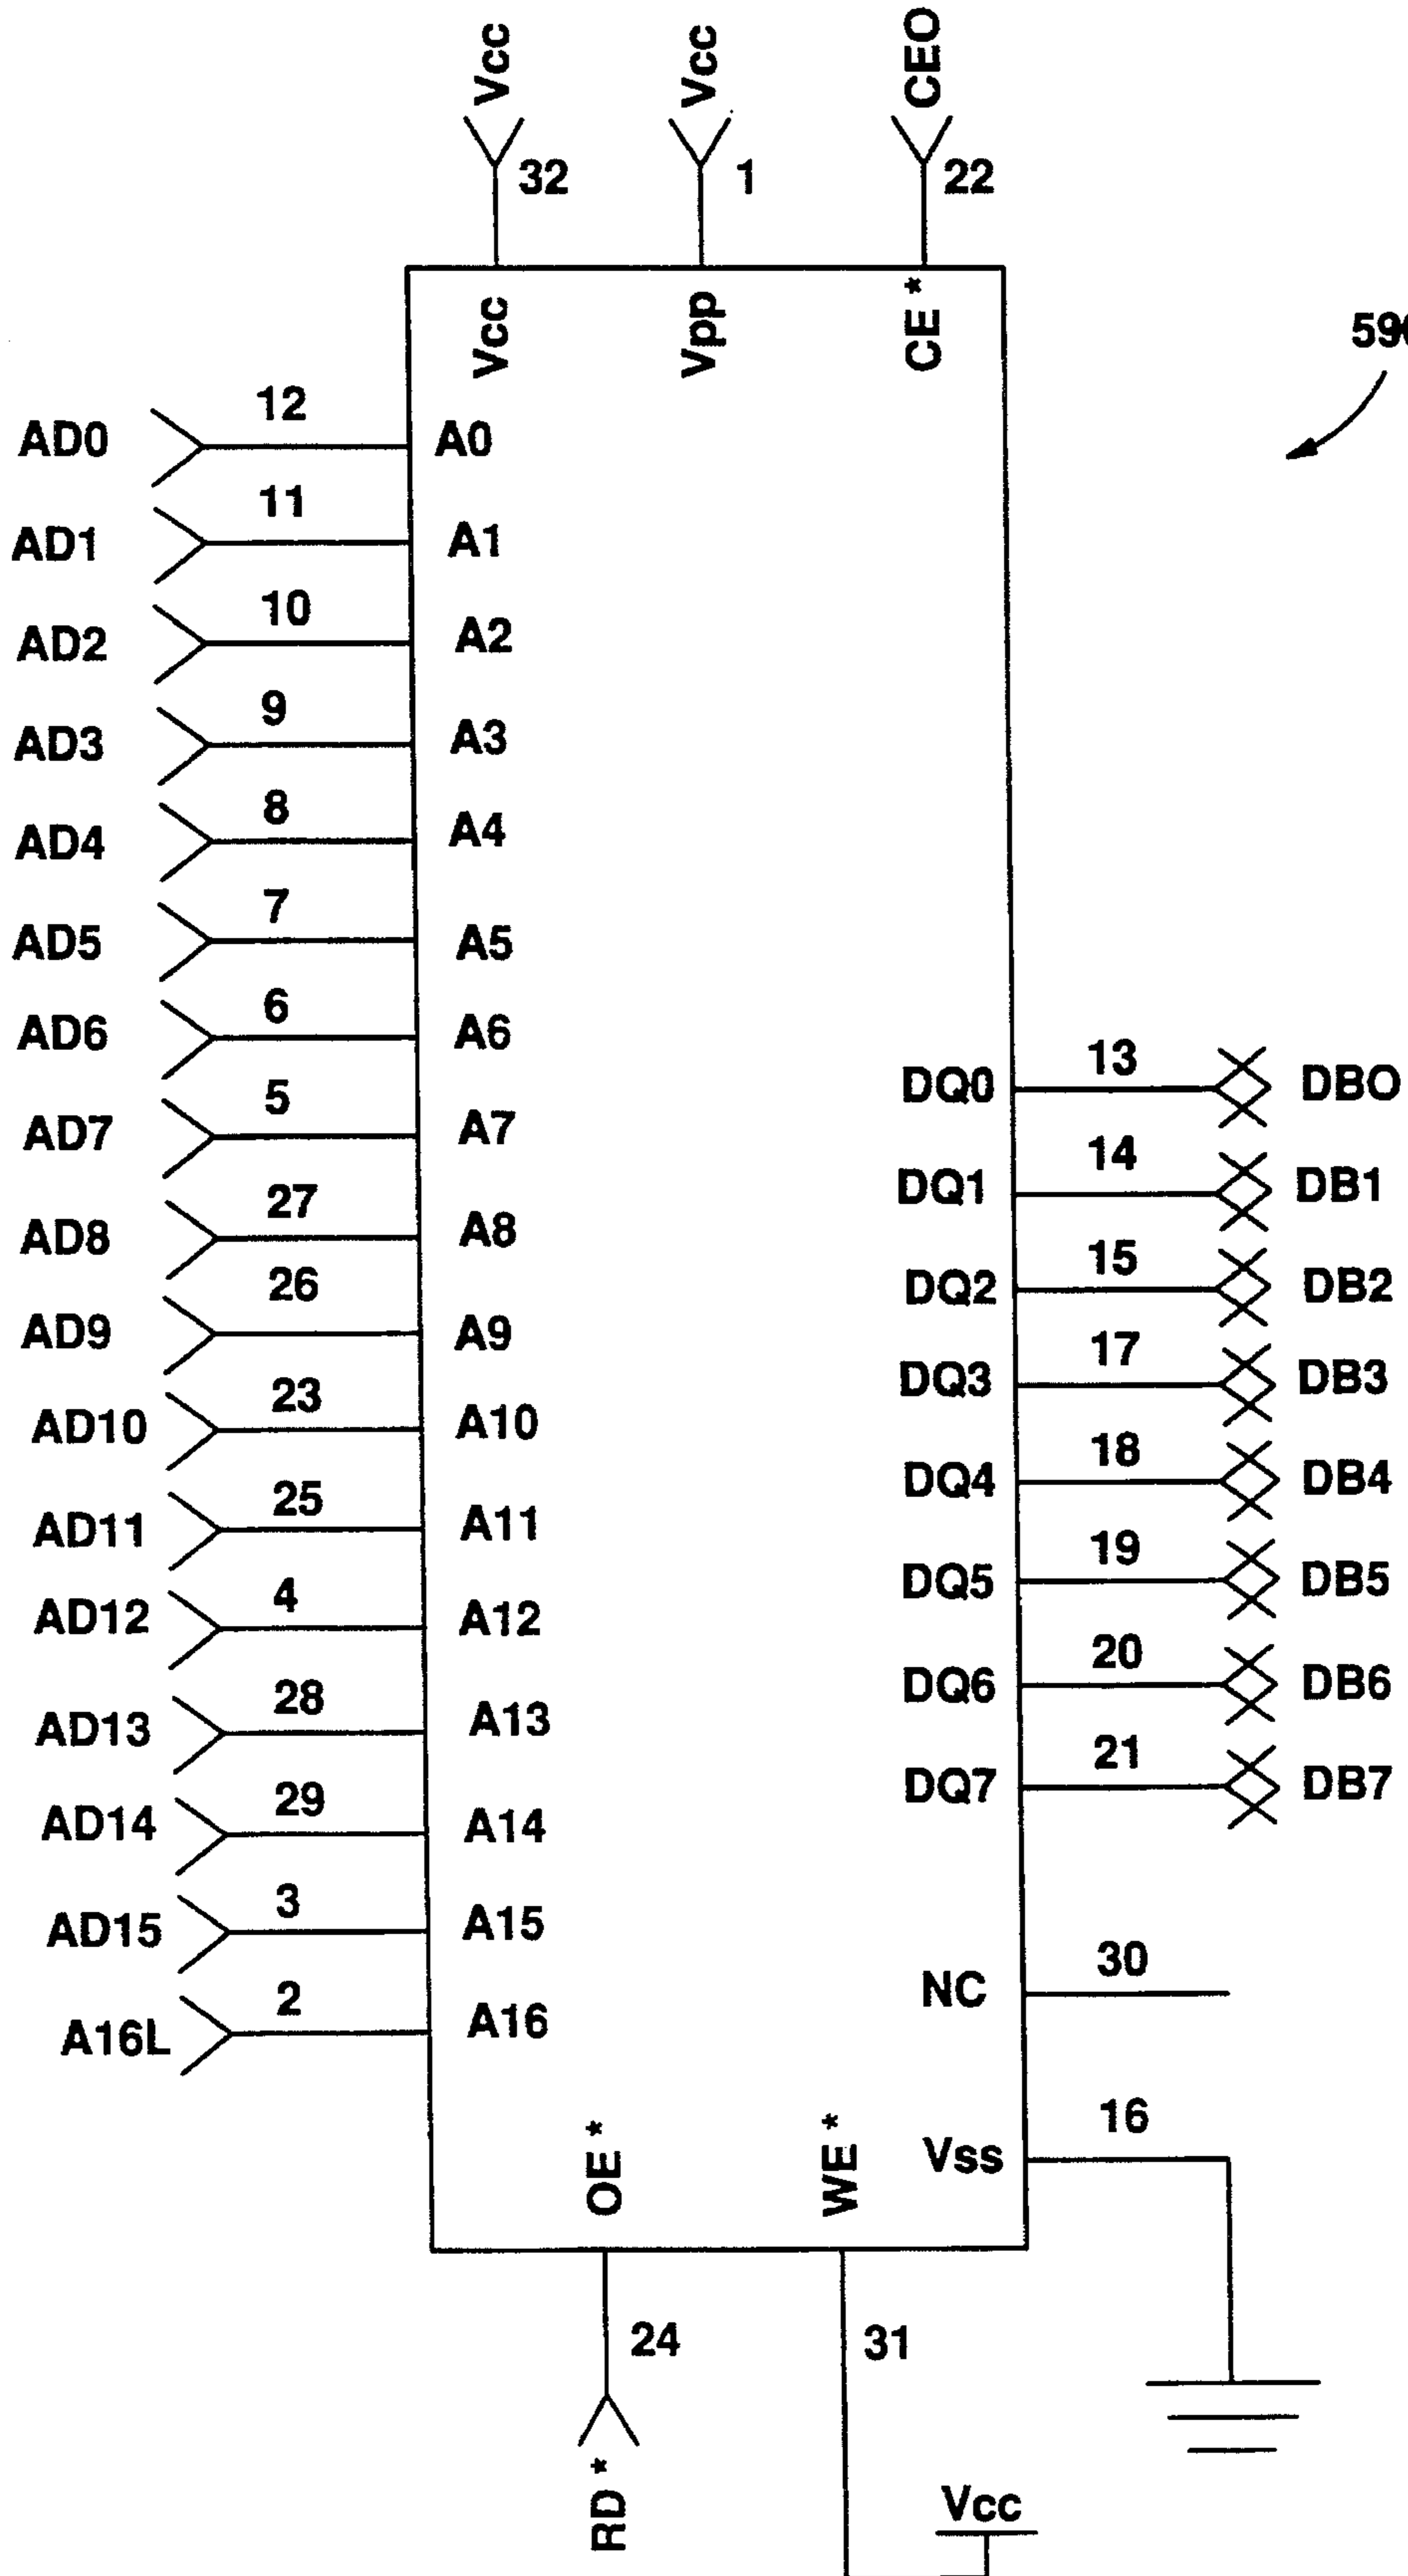 Vcc Vcc CEO
32 1 22
Vcc Vpp CE *
AD0 12 A0
AD1 11 A1
AD2 10 A2
AD3 9 A3
AD4 8 A4
AD5 7 A5
AD6 6 A6
AD7 5 A7
AD8 27 A8
AD9 26 A9
AD10 23 A10
AD11 25 A11
AD12 4 A12
AD13 28 A13
AD14 29 A14
AD15 3 A15
A16L 2 A16
DQ0 13 DBO
DQ1 14 DB1
DQ2 15 DB2
DQ3 17 DB3
DQ4 18 DB4
DQ5 19 DB5
DQ6 20 DB6
DQ7 21 DB7
NC 30
Vss 16
OE * WE *
24 31
RD *
Vcc